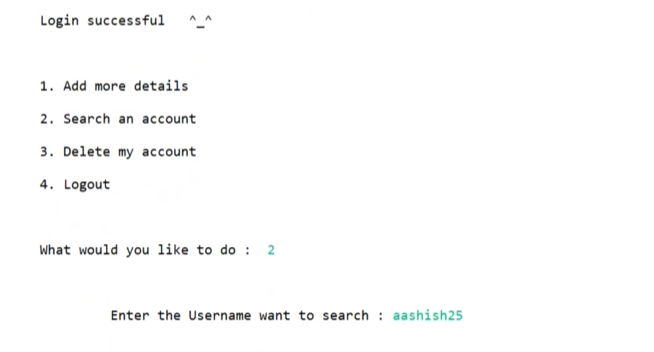 Login successful   ^_^
1. Add more details
2. Search an account
3. Delete my account
4. Logout
What would you like to do :  2
Enter the Username want to search : aashish25